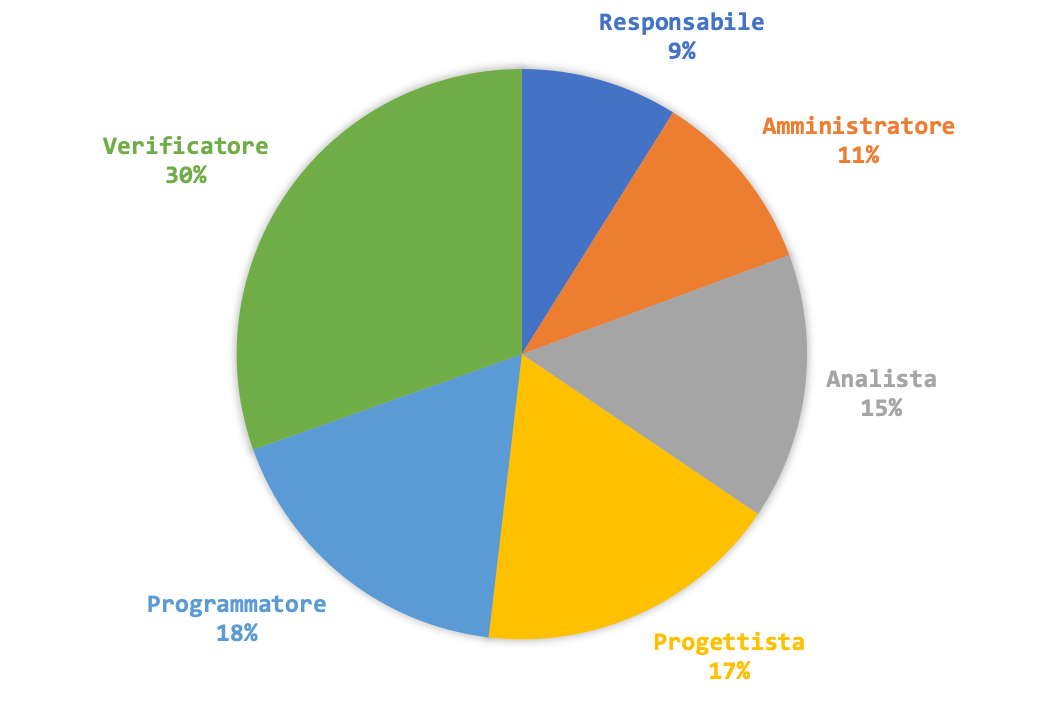 Responsabile
9%
Amministratore
11%
Verificatore
30%
Analista
15%
Programmatore
18%
Progettista
17%